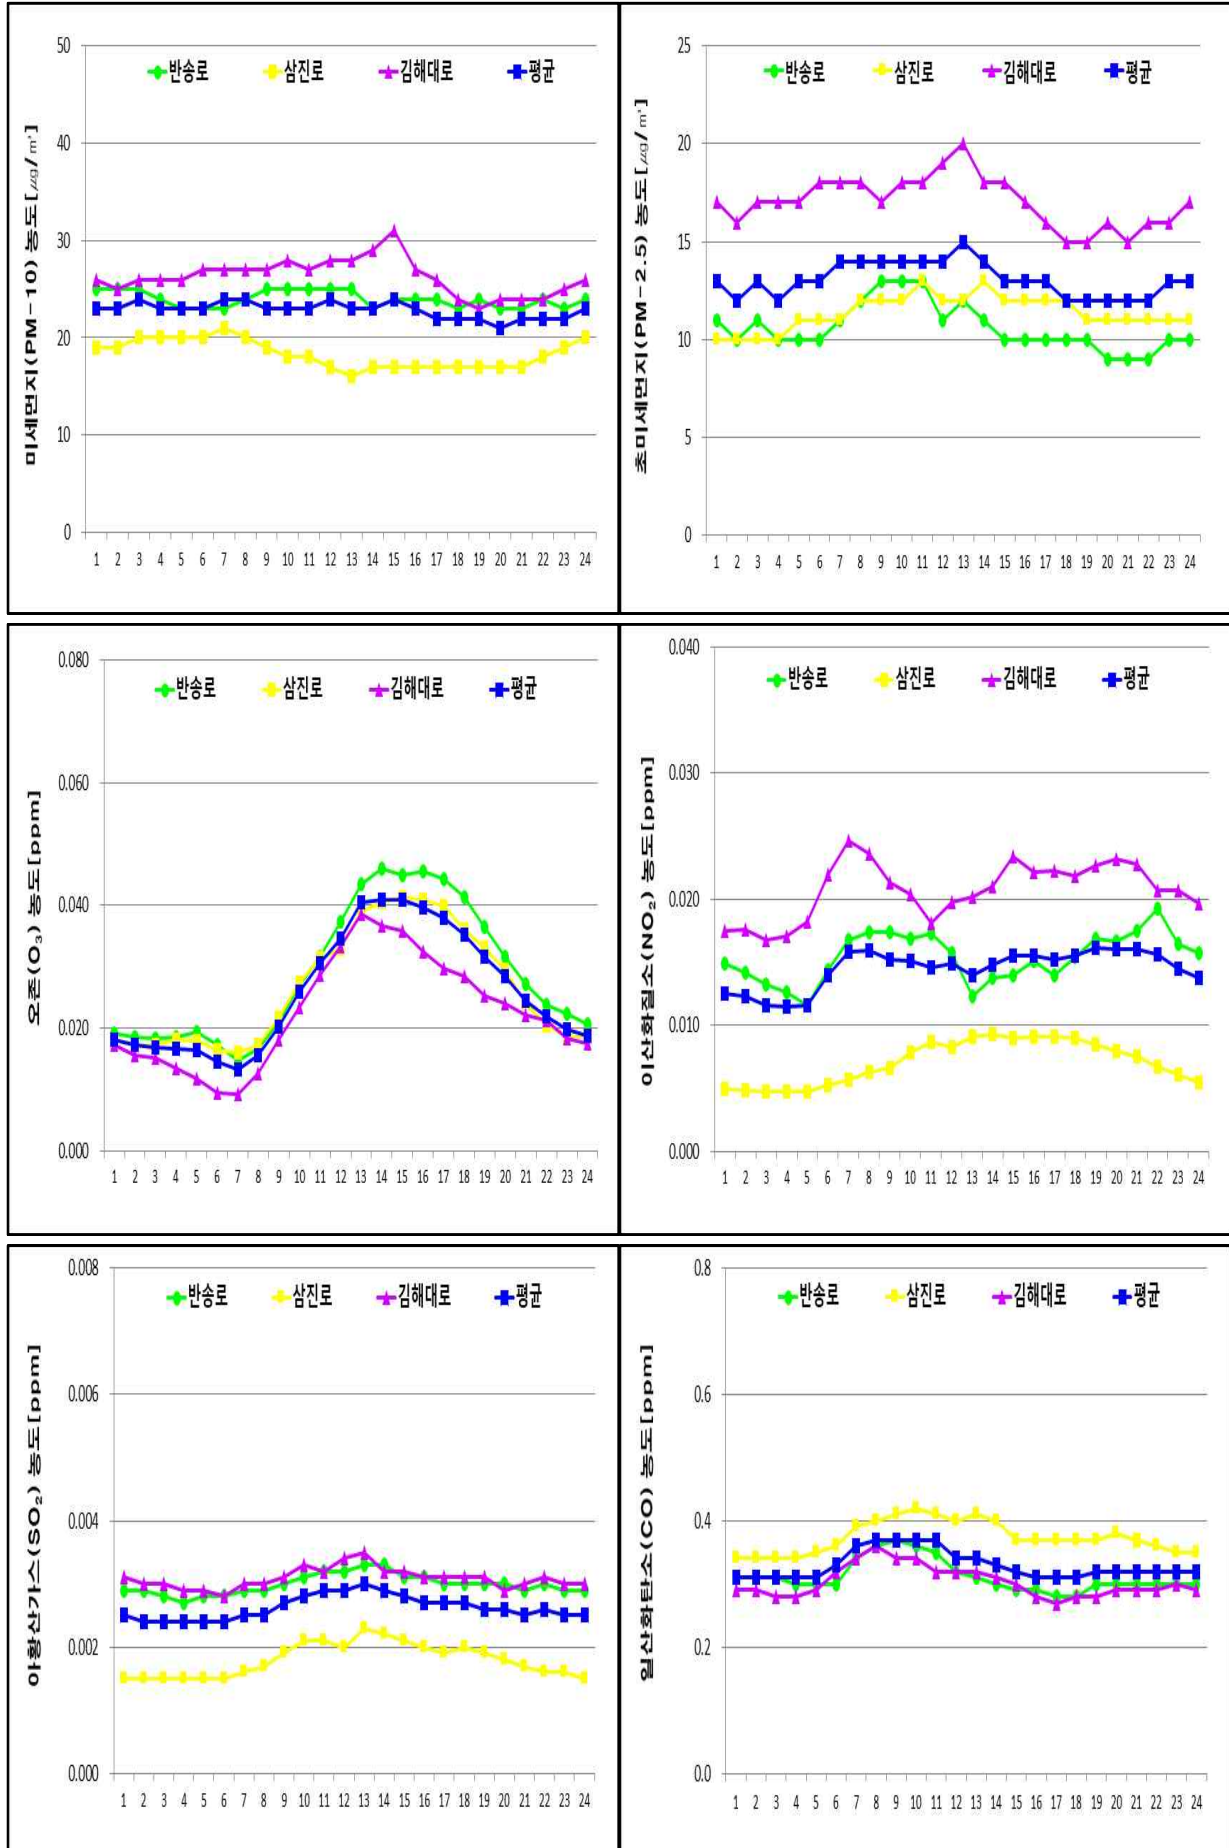 미세먼지(PM-10) 농도[㎍/㎥]
50
40
30
20
10
0
반송로 삼진로 김해대로 평균
1 2 3 4 5 6 7 8 9 10 11 12 13 14 15 16 17 18 19 20 21 22 23 24
초미세먼지(PM-2.5) 농도[㎍/㎥]
25
20
15
10
5
0
반송로 삼진로 김해대로 평균
1 2 3 4 5 6 7 8 9 10 11 12 13 14 15 16 17 18 19 20 21 22 23 24
오존(O₃) 농도[ppm]
0.080
0.060
0.040
0.020
0.000
반송로 삼진로 김해대로 평균
1 2 3 4 5 6 7 8 9 10 11 12 13 14 15 16 17 18 19 20 21 22 23 24
이산화질소(NO₂) 농도[ppm]
0.040
0.030
0.020
0.010
0.000
반송로 삼진로 김해대로 평균
1 2 3 4 5 6 7 8 9 10 11 12 13 14 15 16 17 18 19 20 21 22 23 24
아황산가스(SO₂) 농도[ppm]
0.008
0.006
0.004
0.002
0.000
반송로 삼진로 김해대로 평균
1 2 3 4 5 6 7 8 9 10 11 12 13 14 15 16 17 18 19 20 21 22 23 24
일산화탄소(CO) 농도[ppm]
0.8
0.6
0.4
0.2
0.0
반송로 삼진로 김해대로 평균
1 2 3 4 5 6 7 8 9 10 11 12 13 14 15 16 17 18 19 20 21 22 23 24